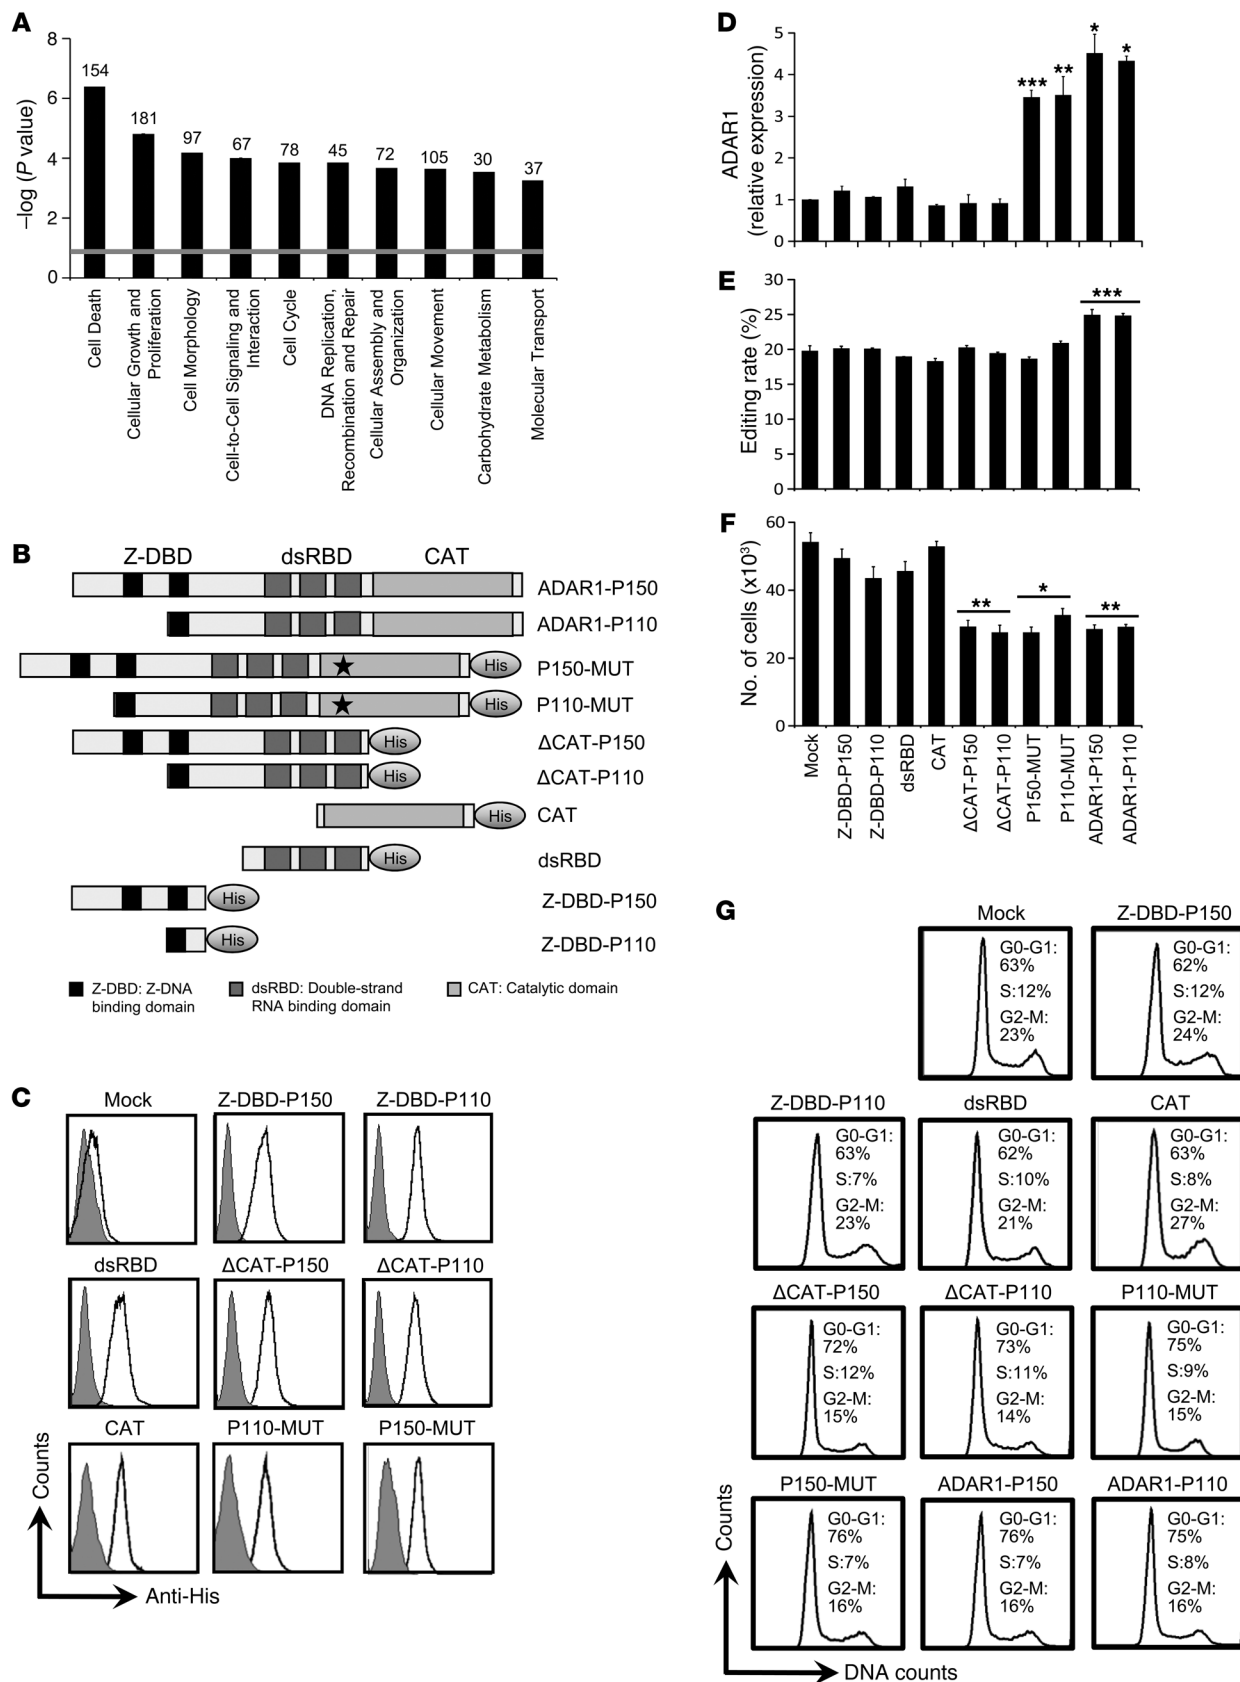 A
–log (P value)
8
6
4
2
0
154
181
97
67
78
45
72
105
30
37
Cell Death
Cellular Growth and
Proliferation
Cell Morphology
Cell-to-Cell Signaling and
Interaction
Cell Cycle
DNA Replication,
Recombination and Repair
Cellular Assembly and
Organization
Cellular Movement
Carbohydrate Metabolism
Molecular Transport
B
Z-DBD dsRBD CAT
ADAR1-P150
ADAR1-P110
His P150-MUT
His P110-MUT
His ΔCAT-P150
His ΔCAT-P110
His CAT
His dsRBD
His Z-DBD-P150
His Z-DBD-P110
Z-DBD: Z-DNA
binding domain
dsRBD: Double-strand
RNA binding domain
CAT: Catalytic domain
C
Mock Z-DBD-P150 Z-DBD-P110
dsRBD ΔCAT-P150 ΔCAT-P110
CAT P110-MUT P150-MUT
Counts
Anti-His
D
ADAR1
(relative expression)
5
4
3
2
1
0
*** ** * *
E
Editing rate (%)
30
25
20
15
10
5
0
***
F
No. of cells (x10³)
60
40
20
0
** * **
Mock
Z-DBD-P150
Z-DBD-P110
dsRBD
CAT
ΔCAT-P150
ΔCAT-P110
P150-MUT
P110-MUT
ADAR1-P150
ADAR1-P110
G
Mock
G0-G1:
63%
S:12%
G2-M:
23%
Z-DBD-P150
G0-G1:
62%
S:12%
G2-M:
24%
Z-DBD-P110
G0-G1:
63%
S:7%
G2-M:
23%
dsRBD
G0-G1:
62%
S:10%
G2-M:
21%
CAT
G0-G1:
63%
S:8%
G2-M:
27%
ΔCAT-P150
G0-G1:
72%
S:12%
G2-M:
15%
ΔCAT-P110
G0-G1:
73%
S:11%
G2-M:
14%
P110-MUT
G0-G1:
75%
S:9%
G2-M:
15%
P150-MUT
G0-G1:
76%
S:7%
G2-M:
16%
ADAR1-P150
G0-G1:
76%
S:7%
G2-M:
16%
ADAR1-P110
G0-G1:
75%
S:8%
G2-M:
16%
Counts
DNA counts